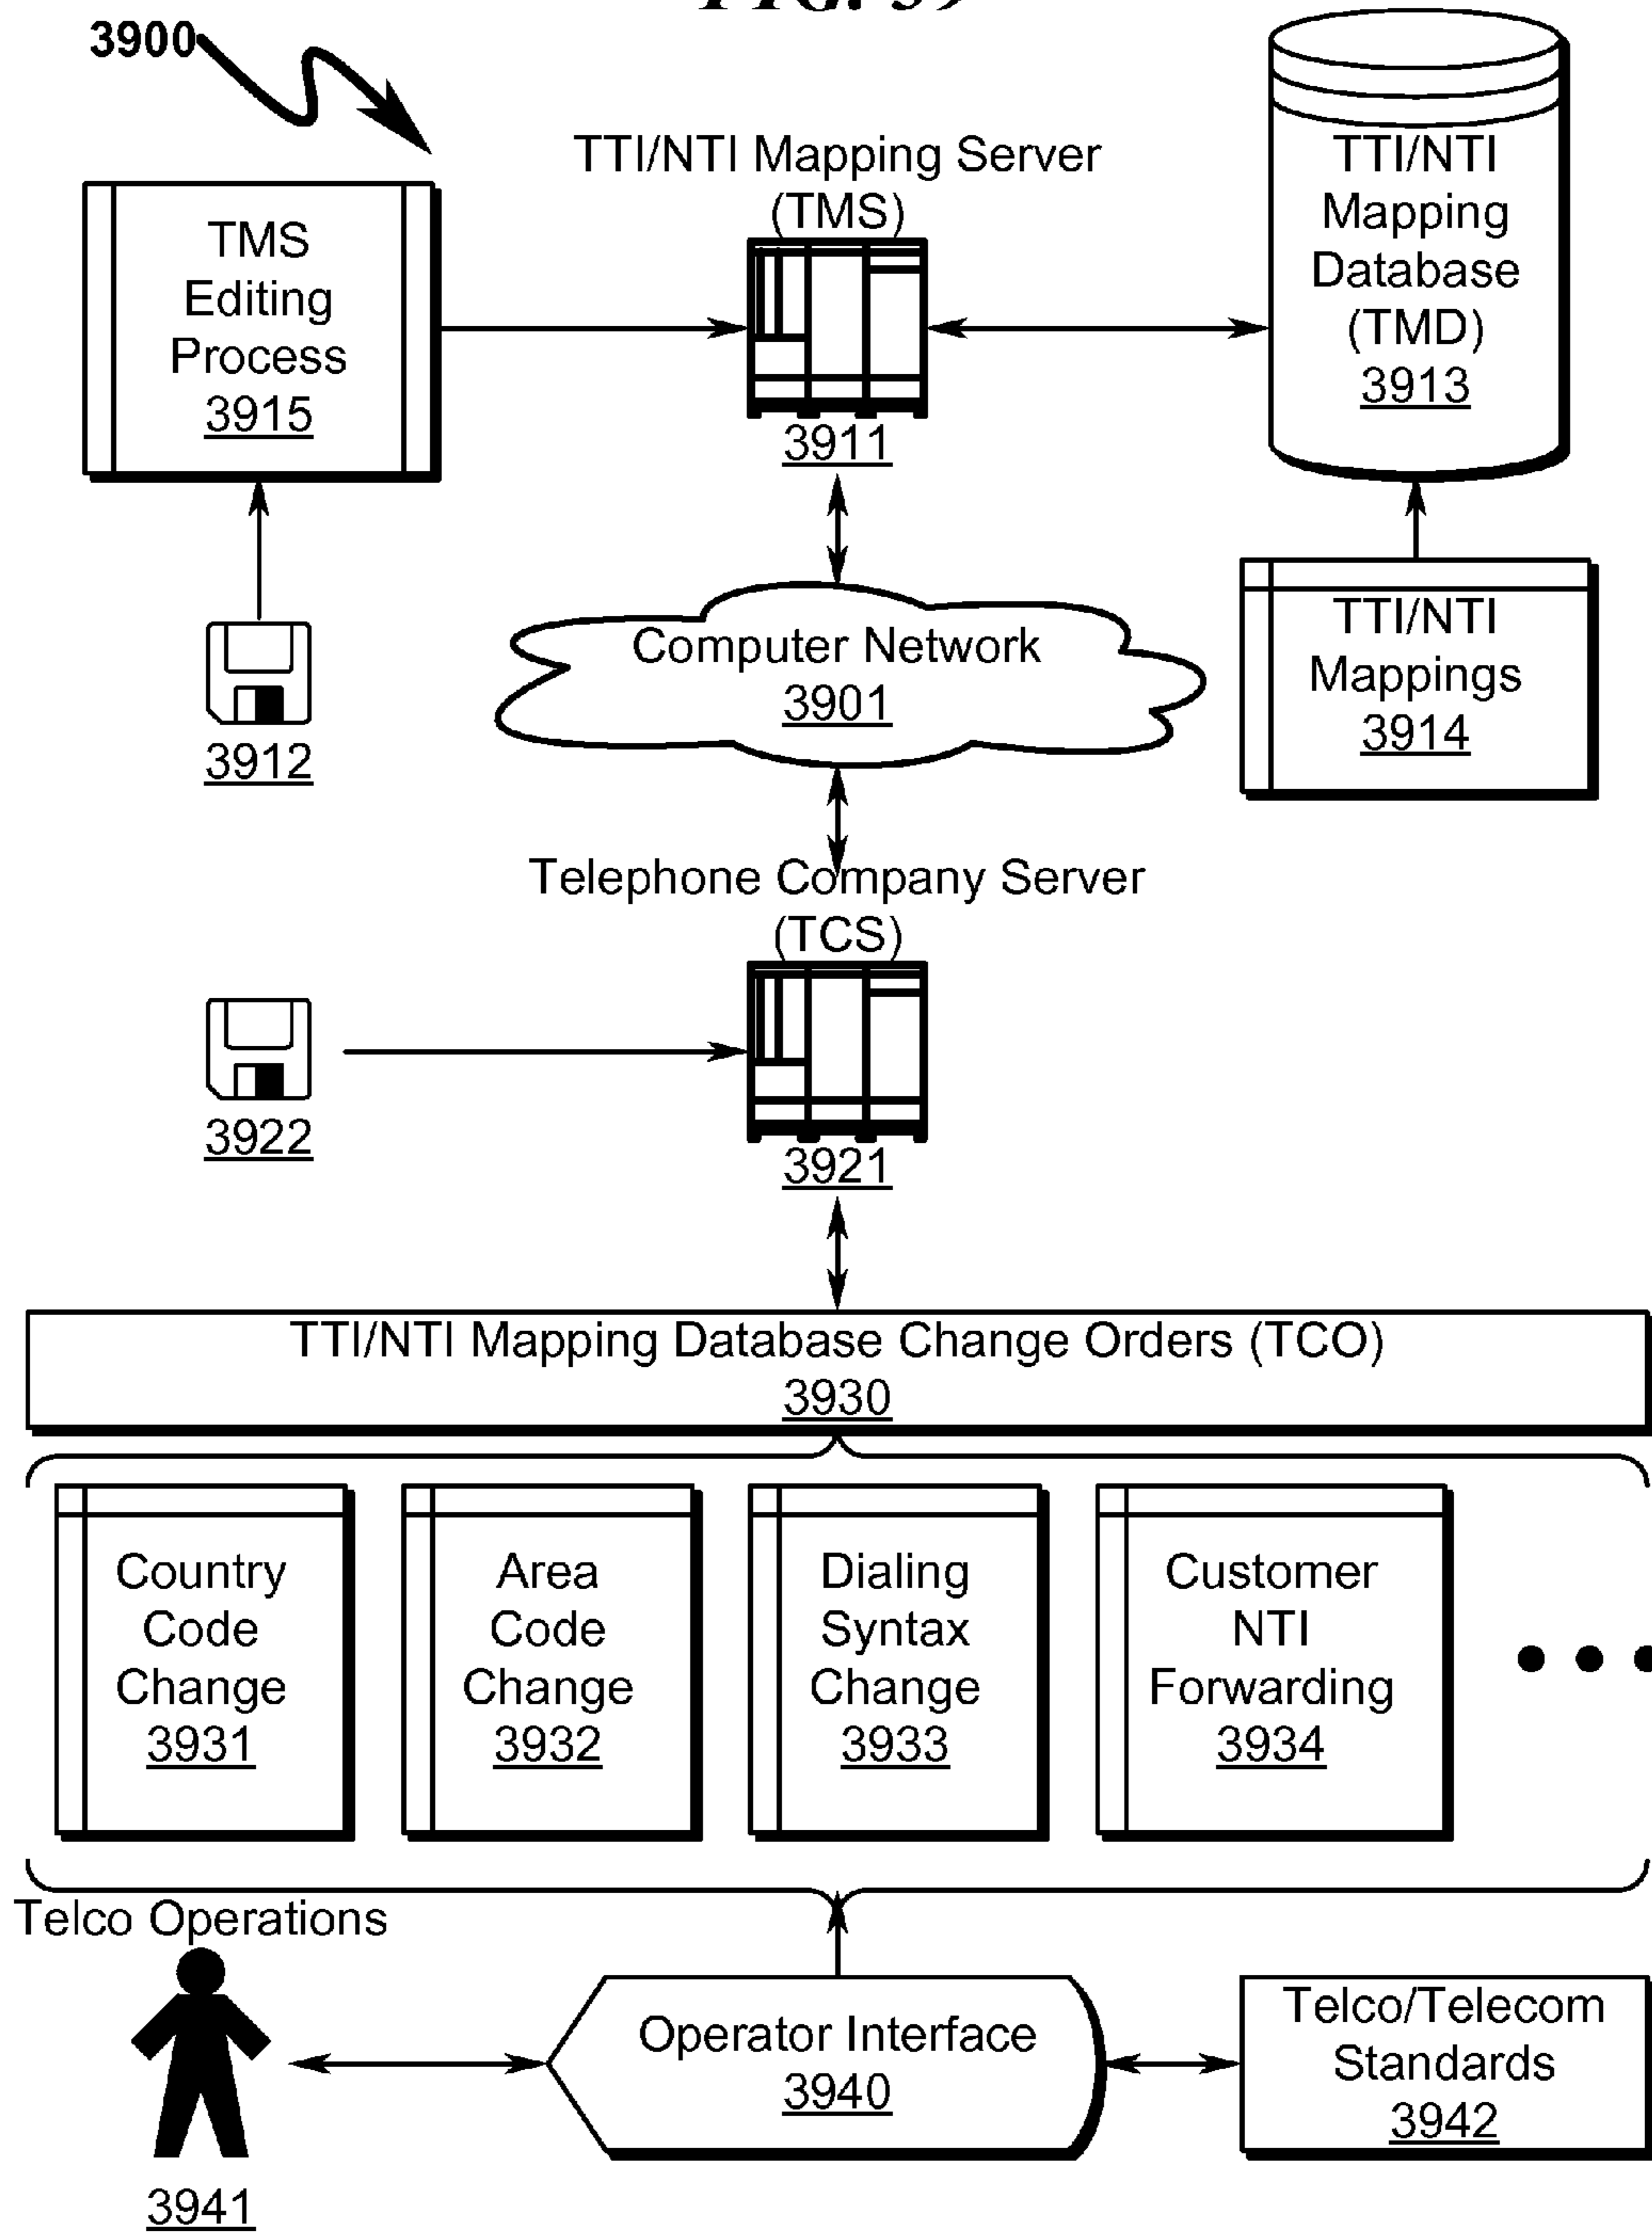 FIG. 39
3900
TTI/NTI Mapping Server
(TMS)
3911
TMS
Editing
Process
3915
TTI/NTI
Mapping
Database
(TMD)
3913
3912
Computer Network
3901
TTI/NTI
Mappings
3914
Telephone Company Server
(TCS)
3921
3922
TTI/NTI Mapping Database Change Orders (TCO)
3930
Country
Code
Change
3931
Area
Code
Change
3932
Dialing
Syntax
Change
3933
Customer
NTI
Forwarding
3934
Telco Operations
3941
Operator Interface
3940
Telco/Telecom
Standards
3942